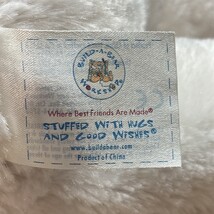 BUILD-A-BEAR
WORKSHOP
Where Best Friends Are Made®
STUFFED WITH HUGS
AND GOOD WISHES®
www.buildabear.com
Product of China